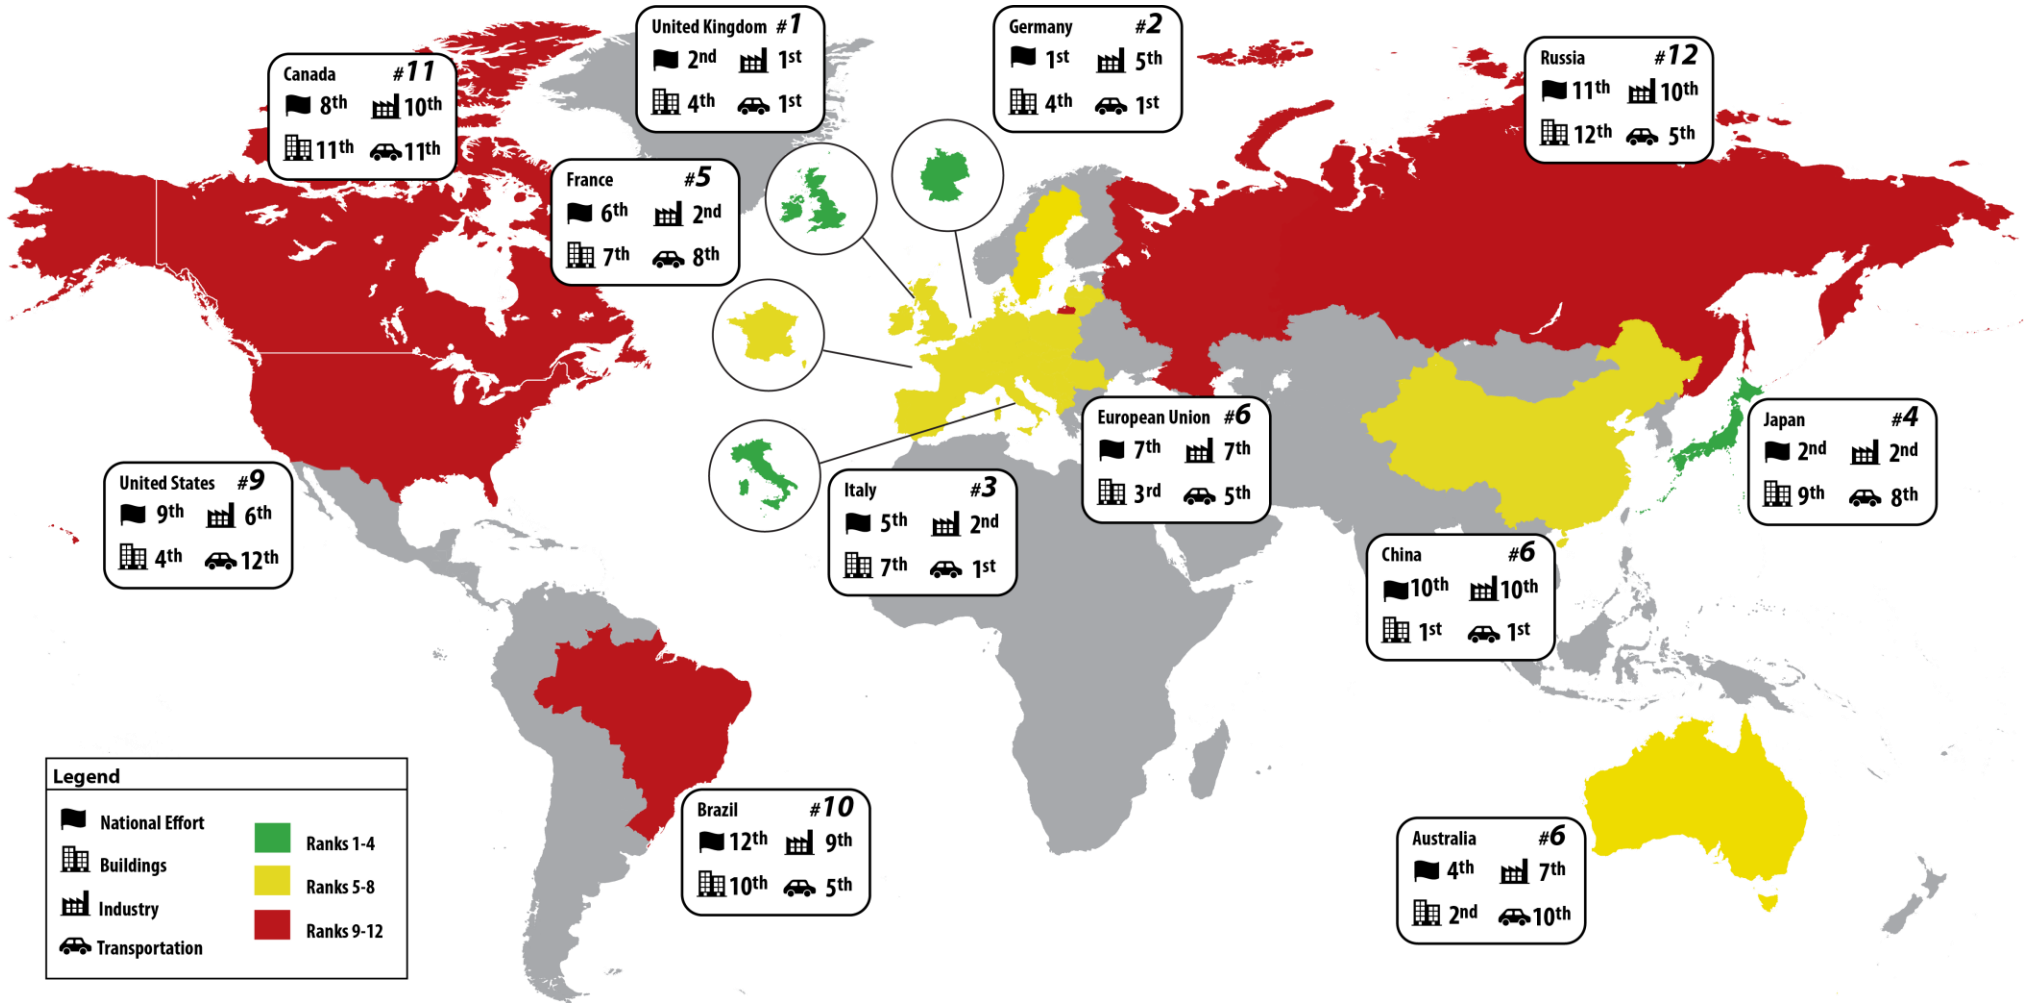 United Kingdom #1
2nd 1st
4th 1st
Germany #2
1st 5th
4th 1st
Russia #12
11th 10th
12th 5th
Canada #11
8th 10th
11th 11th
France #5
6th 2nd
7th 8th
European Union #6
7th 7th
3rd 5th
Japan #4
2nd 2nd
9th 8th
United States #9
9th 6th
4th 12th
Italy #3
5th 2nd
7th 1st
China #6
10th 10th
1st 1st
Brazil #10
12th 9th
10th 5th
Australia #6
4th 7th
2nd 10th
Legend
National Effort
Buildings
Industry
Transportation
Ranks 1-4
Ranks 5-8
Ranks 9-12